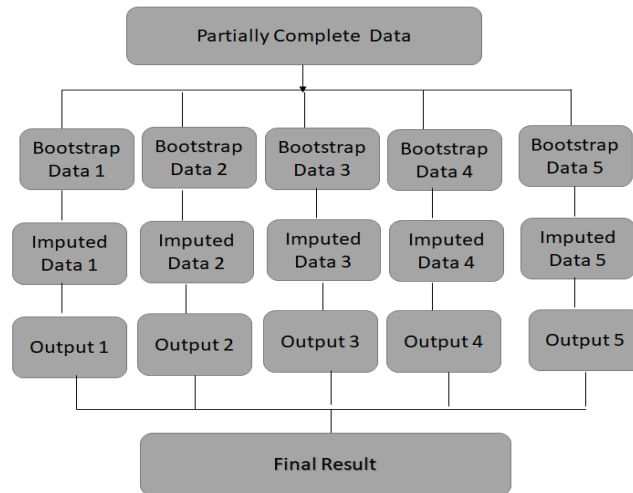 Partially Complete Data
Bootstrap
Data 1
Bootstrap
Data 2
Bootstrap
Data 3
Bootstrap
Data 4
Bootstrap
Data 5
Imputed
Data 1
Imputed
Data 2
Imputed
Data 3
Imputed
Data 4
Imputed
Data 5
Output 1
Output 2
Output 3
Output 4
Output 5
Final Result